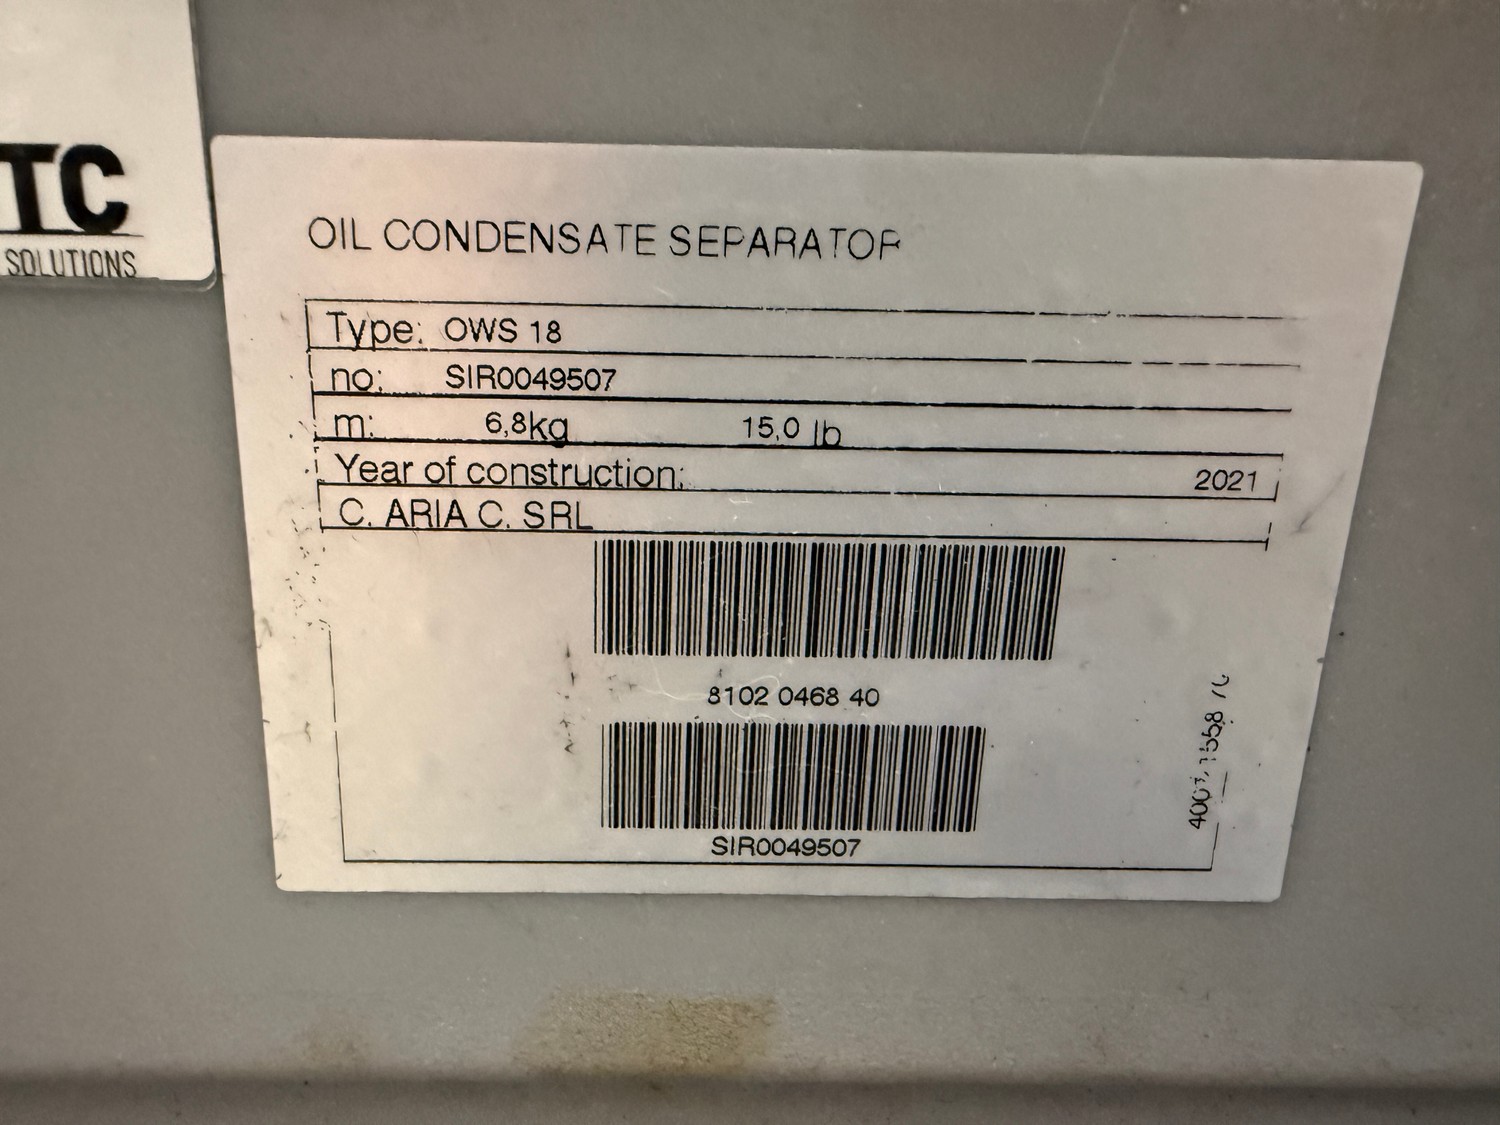 TC
SOLUTIONS
OIL CONDENSATE SEPARATOR
Type: OWS 18
no: SIR0049507
m: 6,8kg 15,0 lb
Year of construction: 2021
C. ARIA C. SRL
8102 0468 40
SIR0049507